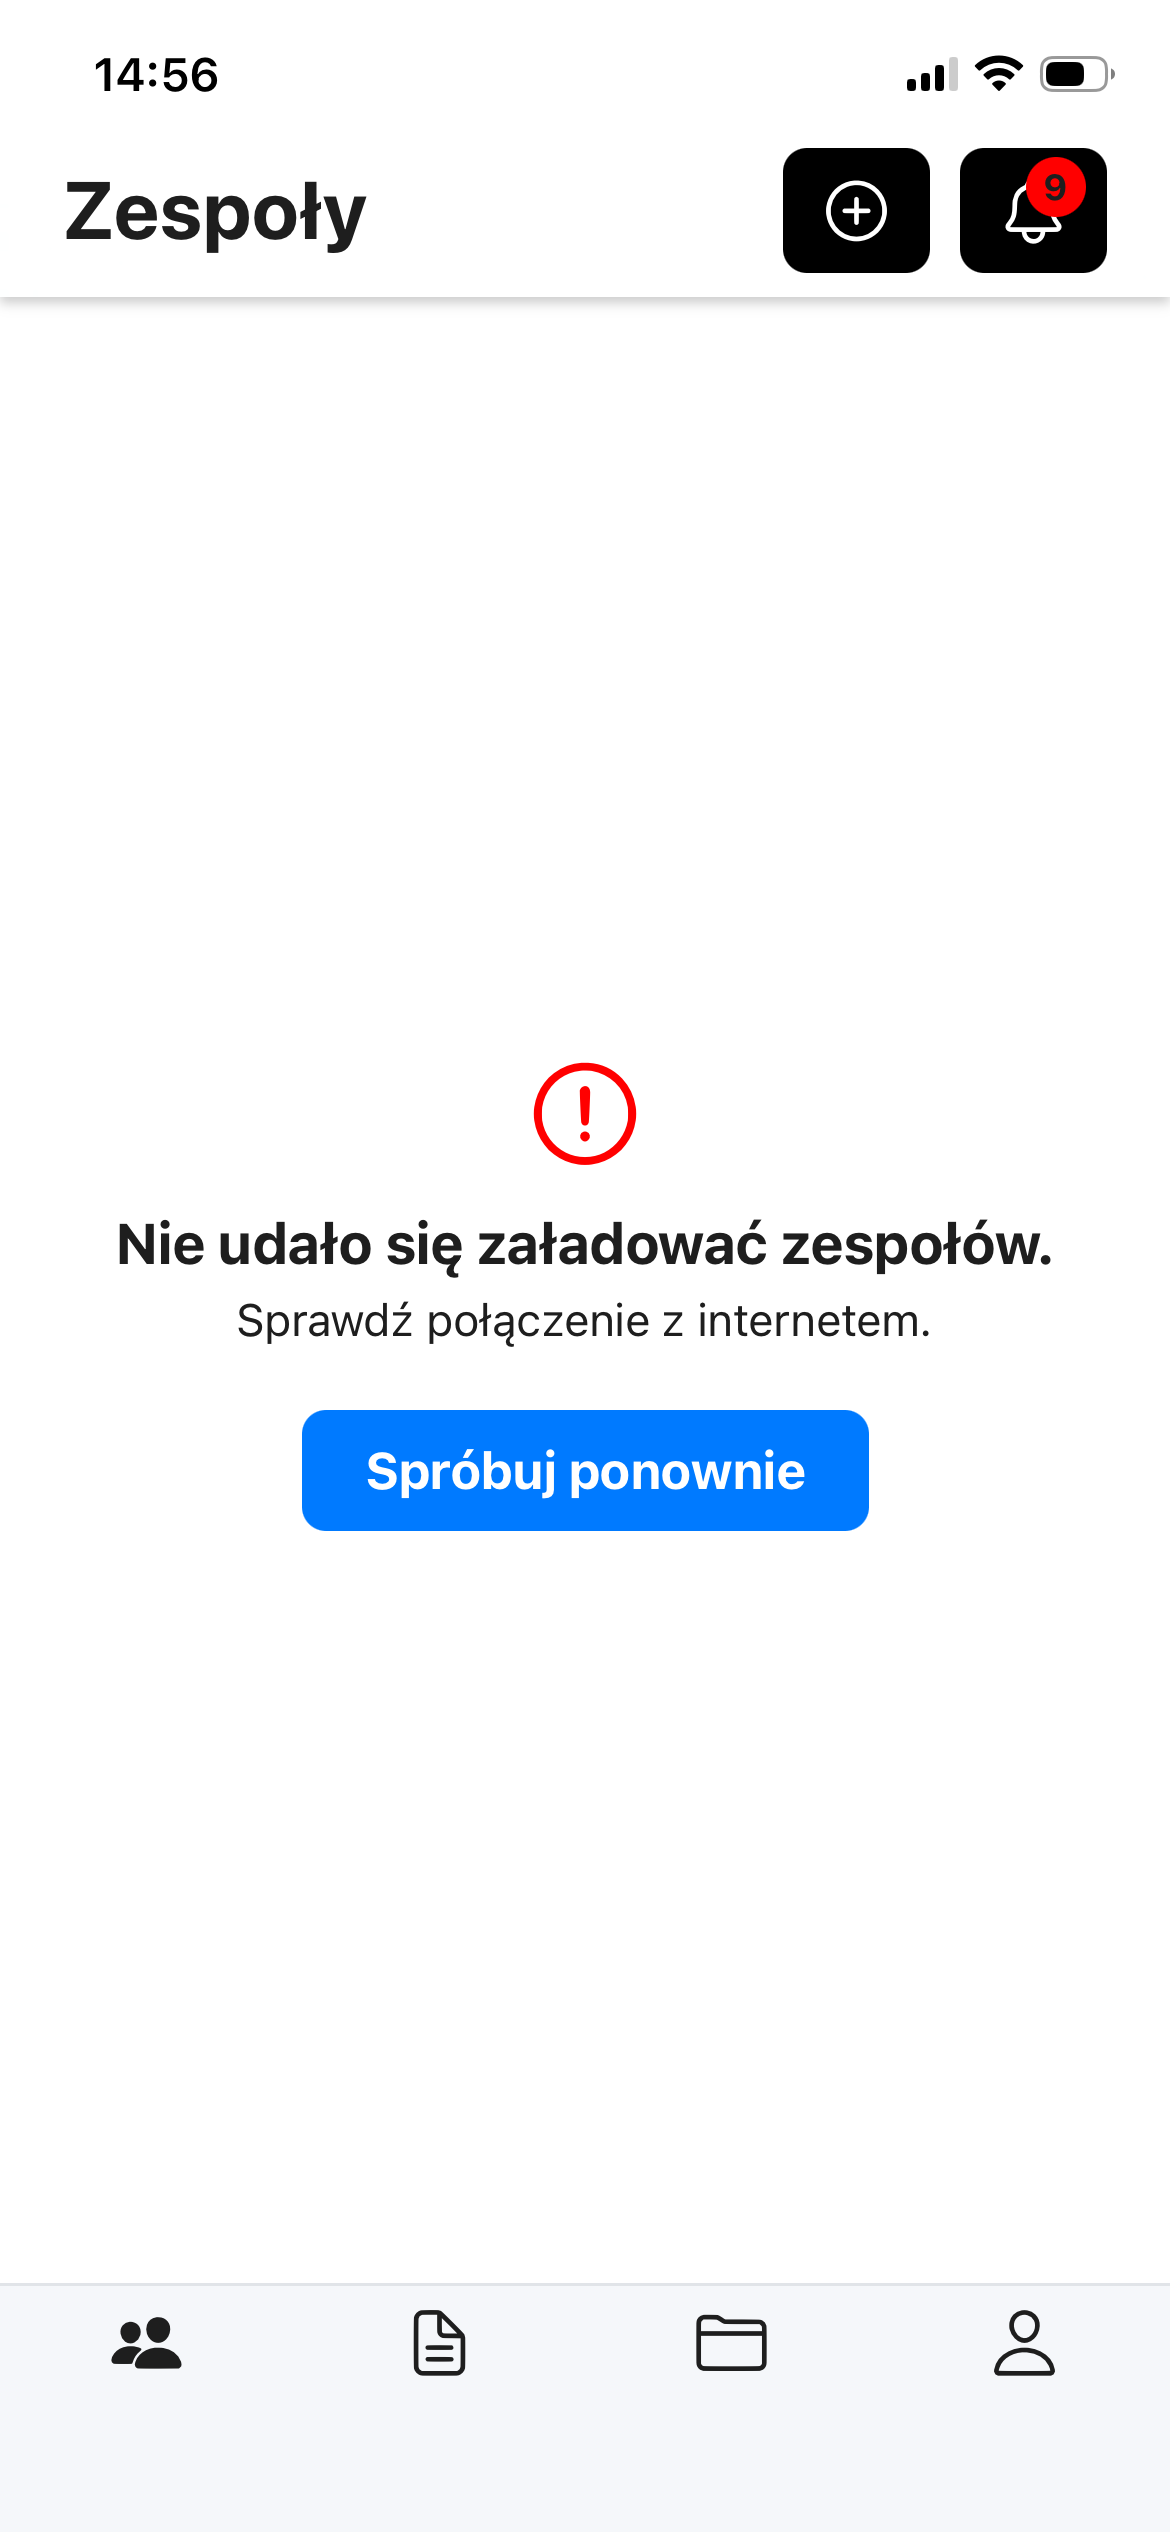 14:56
Zespoły
9
Nie udało się załadować zespołów.
Sprawdź połączenie z internetem.
Spróbuj ponownie